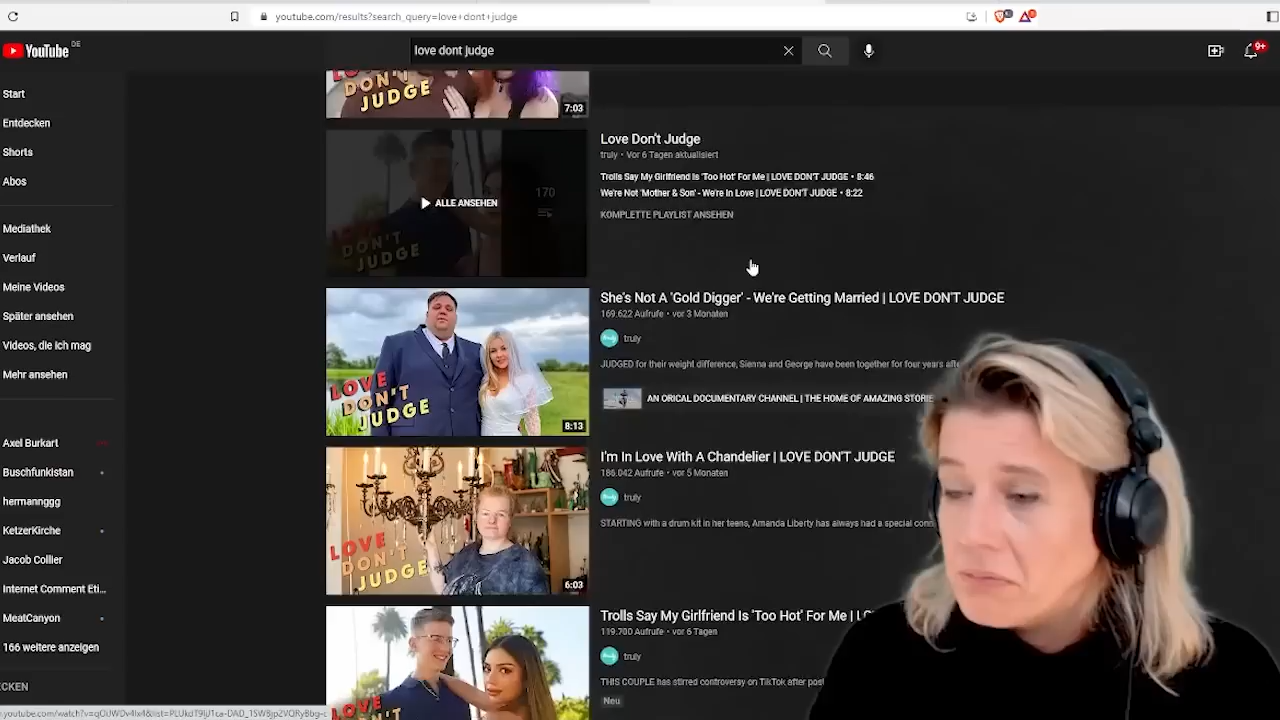 youtube.com/results?search_query=love+dont+judge
YouTube DE
love dont judge
9+
Start
Entdecken
Shorts
Abos
Mediathek
Verlauf
Meine Videos
Später ansehen
Videos, die ich mag
Mehr ansehen
Axel Burkart
Buschfunkistan
hermanngg
KetzerKirche
Jacob Collier
Internet Comment Eti...
MeatCanyon
166 weitere anzeigen
ECKEN
LOVE
DON'T
JUDGE
7:03
DON'T
JUDGE
170
ALLE ANSEHEN
Love Don't Judge
truly • Vor 6 Tagen aktualisiert
Trolls Say My Girlfriend Is 'Too Hot' For Me | LOVE DON'T JUDGE • 8:46
We're Not 'Mother & Son' - We're In Love | LOVE DON'T JUDGE • 8:22
KOMPLETTE PLAYLIST ANSEHEN
LOVE
DON'T
JUDGE
8:13
She's Not A 'Gold Digger' - We're Getting Married | LOVE DON'T JUDGE
169.622 Aufrufe • vor 3 Monaten
truly
JUDGED for their weight difference, Sienna and George have been together for four years
AN ORICAL DOCUMENTARY CHANNEL | THE HOME OF AMAZING STORIE
LOVE
DON'T
JUDGE
6:03
I'm In Love With A Chandelier | LOVE DON'T JUDGE
186.042 Aufrufe • vor 5 Monaten
truly
STARTING with a drum kit in her teens, Amanda Liberty has always had a special
LOVE
Trolls Say My Girlfriend Is 'Too Hot' For Me |
119.700 Aufrufe • vor 6 Tagen
truly
THIS COUPLE has stirred controversy on TikTok after
Neu